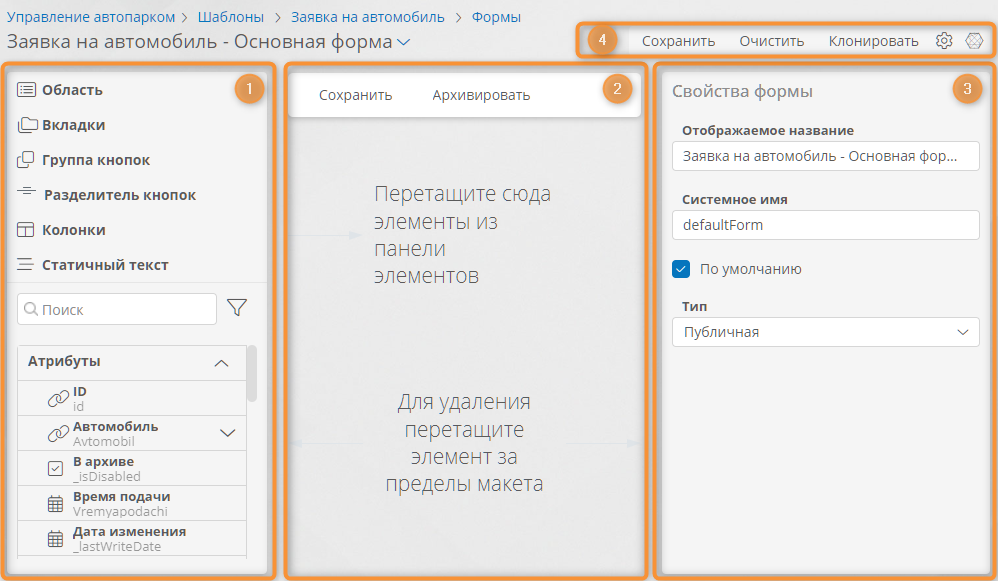 Управление автопарком > Шаблоны > Заявка на автомобиль > Формы
Заявка на автомобиль - Основная форма
4 Сохранить Очистить Клонировать
1
Область
Вкладки
Группа кнопок
Разделитель кнопок
Колонки
Статичный текст
Поиск
Атрибуты
ID
id
Автомобиль
Avtomobil
В архиве
_isDisabled
Время подачи
Vremyapodachi
Дата изменения
_lastWriteDate
Сохранить Архивировать 2
Перетащите сюда
элементы из
панели
элементов
Для удаления
перетащите
элемент за
пределы макета
Свойства формы 3
Отображаемое название
Заявка на автомобиль - Основная фор...
Системное имя
defaultForm
По умолчанию
Тип
Публичная